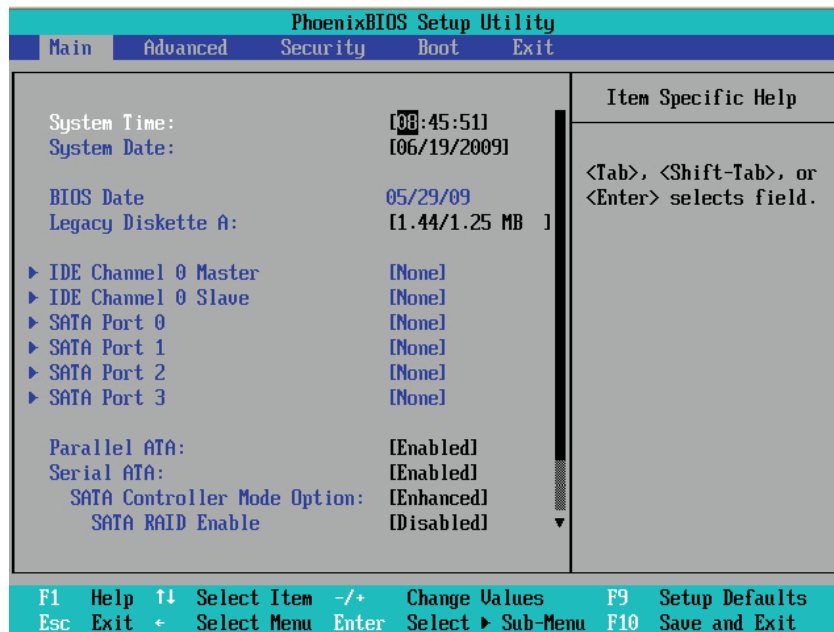 PhoenixBIOS Setup Utility
Main Advanced Security Boot Exit
Item Specific Help
System Time: [08:45:51]
System Date: [06/19/2009]
<Tab>, <Shift-Tab>, or
<Enter> selects field.
BIOS Date 05/29/09
Legacy Diskette A: [1.44/1.25 MB ]
IDE Channel 0 Master [None]
IDE Channel 0 Slave [None]
SATA Port 0 [None]
SATA Port 1 [None]
SATA Port 2 [None]
SATA Port 3 [None]
Parallel ATA: [Enabled]
Serial ATA: [Enabled]
SATA Controller Mode Option: [Enhanced]
SATA RAID Enable [Disabled]
F1 Help ↑↓ Select Item -/+ Change Values F9 Setup Defaults
Esc Exit ← Select Menu Enter Select ▶ Sub-Menu F10 Save and Exit